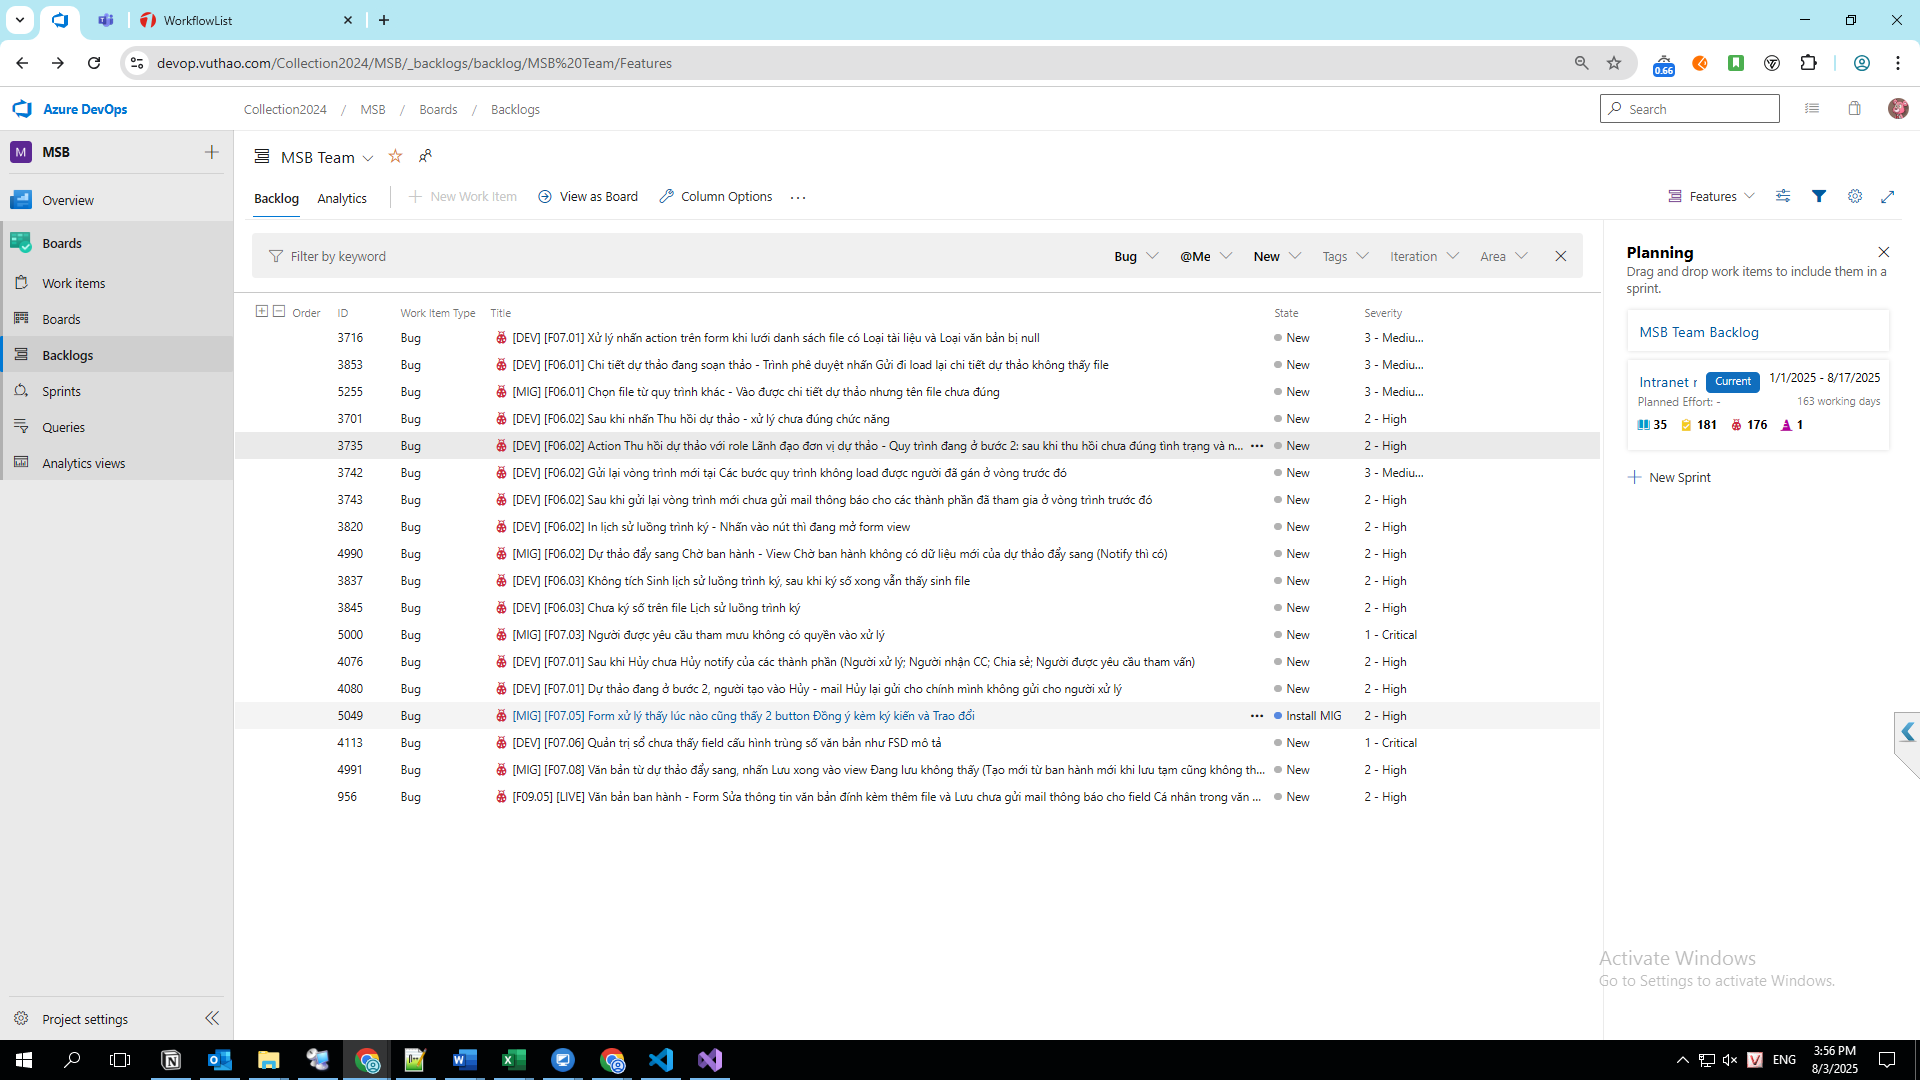 WorkflowList
devop.vuthao.com/Collection2024/MSB/_backlogs/backlog/MSB%20Team/Features
0.66
Azure DevOps
Collection2024 / MSB / Boards / Backlogs
Search
M MSB
Overview
Boards
Work items
Boards
Backlogs
Sprints
Queries
Analytics views
Project settings
MSB Team
Backlog Analytics New Work Item View as Board Column Options ...
Features
Filter by keyword
Bug @Me New Tags Iteration Area
Order ID Work Item Type Title State Severity
3716 Bug [DEV] [F07.01] Xử lý nhấn action trên form khi lưới danh sách file có Loại tài liệu và Loại văn bản bị null New 3 - Mediu...
3853 Bug [DEV] [F06.01] Chi tiết dự thảo đang soạn thảo - Trình phê duyệt nhấn Gửi đi load lại chi tiết dự thảo không thấy file New 3 - Mediu...
5255 Bug [MIG] [F06.01] Chọn file từ quy trình khác - Vào được chi tiết dự thảo nhưng tên file chưa đúng New 3 - Mediu...
3701 Bug [DEV] [F06.02] Sau khi nhấn Thu hồi dự thảo - xử lý chưa đúng chức năng New 2 - High
3735 Bug [DEV] [F06.02] Action Thu hồi dự thảo với role Lãnh đạo đơn vị dự thảo - Quy trình đang ở bước 2: sau khi thu hồi chưa đúng tình trạng và n... New 2 - High
3742 Bug [DEV] [F06.02] Gửi lại vòng trình mới tại Các bước quy trình không load được người đã gán ở vòng trước đó New 3 - Mediu...
3743 Bug [DEV] [F06.02] Sau khi gửi lại vòng trình mới chưa gửi mail thông báo cho các thành phần đã tham gia ở vòng trình trước đó New 2 - High
3820 Bug [DEV] [F06.02] In lịch sử luồng trình ký - Nhấn vào nút thì đang mở form view New 2 - High
4990 Bug [MIG] [F06.02] Dự thảo đẩy sang Chờ ban hành - View Chờ ban hành không có dữ liệu mới của dự thảo đẩy sang (Notify thì có) New 2 - High
3837 Bug [DEV] [F06.03] Không tích Sinh lịch sử luồng trình ký, sau khi ký số xong vẫn thấy sinh file New 2 - High
3845 Bug [DEV] [F06.03] Chưa ký số trên file Lịch sử luồng trình ký New 2 - High
5000 Bug [MIG] [F07.03] Người được yêu cầu tham mưu không có quyền vào xử lý New 1 - Critical
4076 Bug [DEV] [F07.01] Sau khi Hủy chưa Hủy notify của các thành phần (Người xử lý; Người nhận CC; Chia sẻ; Người được yêu cầu tham vấn) New 2 - High
4080 Bug [DEV] [F07.01] Dự thảo đang ở bước 2, người tạo vào Hủy - mail Hủy lại gửi cho chính mình không gửi cho người xử lý New 2 - High
5049 Bug [MIG] [F07.05] Form xử lý thấy lúc nào cũng thấy 2 button Đồng ý kèm ký kiến và Trao đổi Install MIG 2 - High
4113 Bug [DEV] [F07.06] Quản trị sổ chưa thấy field cấu hình trùng số văn bản như FSD mô tả New 1 - Critical
4991 Bug [MIG] [F07.08] Văn bản từ dự thảo đẩy sang, nhấn Lưu xong vào view Đang lưu không thấy (Tạo mới từ ban hành mới khi lưu tạm cũng không th... New 2 - High
956 Bug [F09.05] [LIVE] Văn bản ban hành - Form Sửa thông tin văn bản đính kèm thêm file và Lưu chưa gửi mail thông báo cho field Cá nhân trong văn ... New 2 - High
Planning
Drag and drop work items to include them in a
sprint.
MSB Team Backlog
Intranet r Current 1/1/2025 - 8/17/2025
Planned Effort: - 163 working days
35 181 176 1
New Sprint
Activate Windows
Go to Settings to activate Windows.
ENG
3:56 PM
8/3/2025